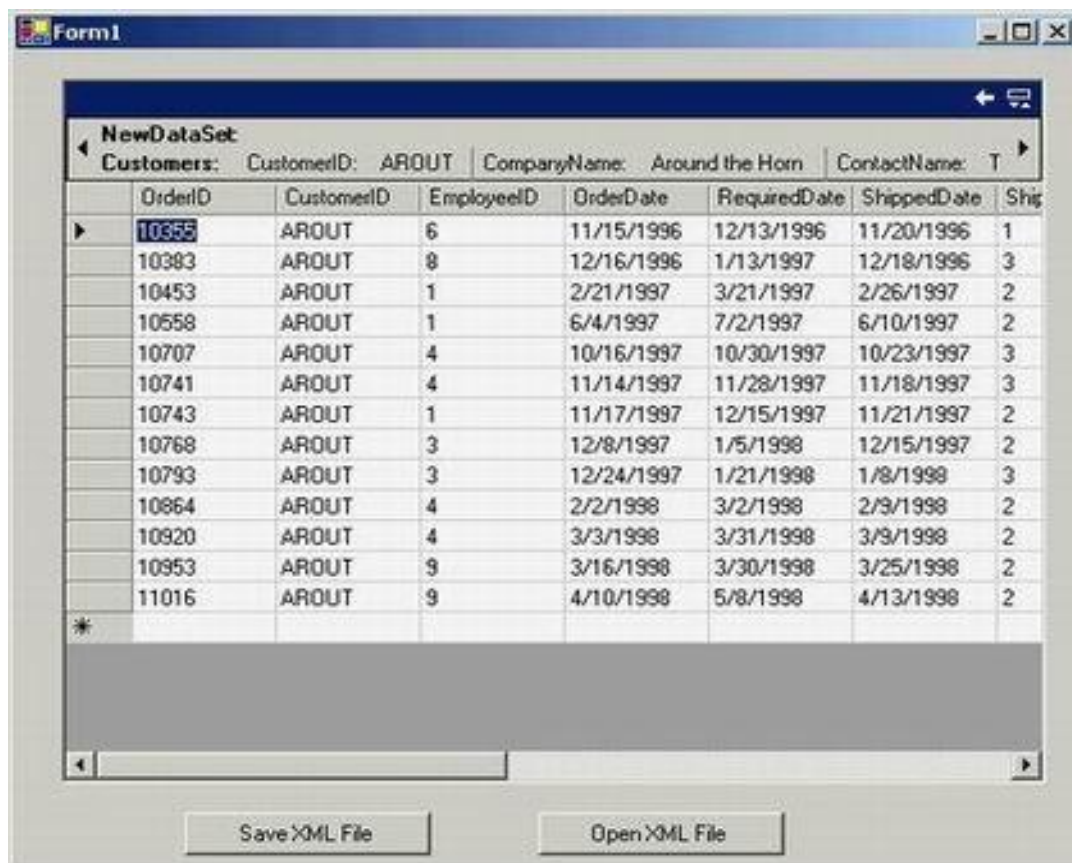 Form1
NewDataSet
Customers: CustomerID: AROUT CompanyName: Around the Horn ContactName: T
OrderID CustomerID EmployeeID OrderDate RequiredDate ShippedDate Ship
10355 AROUT 6 11/15/1996 12/13/1996 11/20/1996 1
10383 AROUT 8 12/16/1996 1/13/1997 12/18/1996 3
10453 AROUT 1 2/21/1997 3/21/1997 2/26/1997 2
10558 AROUT 1 6/4/1997 7/2/1997 6/10/1997 2
10707 AROUT 4 10/16/1997 10/30/1997 10/23/1997 3
10741 AROUT 4 11/14/1997 11/28/1997 11/18/1997 3
10743 AROUT 1 11/17/1997 12/15/1997 11/21/1997 2
10768 AROUT 3 12/8/1997 1/5/1998 12/15/1997 2
10793 AROUT 3 12/24/1997 1/21/1998 1/8/1998 3
10864 AROUT 4 2/2/1998 3/2/1998 2/9/1998 2
10920 AROUT 4 3/3/1998 3/31/1998 3/9/1998 2
10953 AROUT 9 3/16/1998 3/30/1998 3/25/1998 2
11016 AROUT 9 4/10/1998 5/8/1998 4/13/1998 2
Save XML File Open XML File